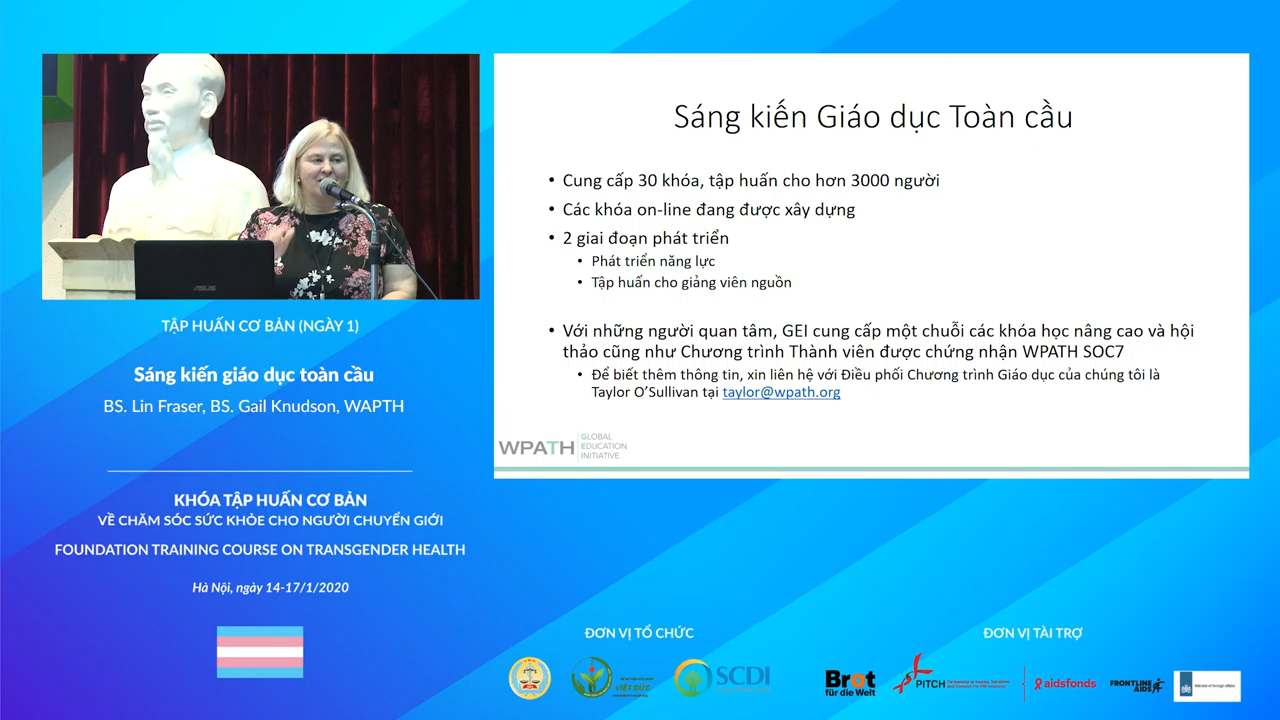 Sáng kiến Giáo dục Toàn cầu
• Cung cấp 30 khóa, tập huấn cho hơn 3000 người
• Các khóa on-line đang được xây dựng
• 2 giai đoạn phát triển
• Phát triển năng lực
• Tập huấn cho giảng viên nguồn
• Với những người quan tâm, GEI cung cấp một chuỗi các khóa học nâng cao và hội
thảo cũng như Chương trình Thành viên được chứng nhận WPATH SOC7
• Để biết thêm thông tin, xin liên hệ với Điều phối Chương trình Giáo dục của chúng tôi là
Taylor O’Sullivan tại taylor@wpath.org
WPATH
GLOBAL
EDUCATION
INITIATIVE
ASUS
TẬP HUẤN CƠ BẢN (NGÀY 1)
Sáng kiến giáo dục toàn cầu
BS. Lin Fraser, BS. Gail Knudson, WAPTH
KHÓA TẬP HUẤN CƠ BẢN
VỀ CHĂM SÓC SỨC KHỎE CHO NGƯỜI CHUYỂN GIỚI
FOUNDATION TRAINING COURSE ON TRANSGENDER HEALTH
Hà Nội, ngày 14-17/1/2020
ĐƠN VỊ TỔ CHỨC
VIỆT ĐỨC
SCDI
ĐƠN VỊ TÀI TRỢ
Brot
für die Welt
PITCH
aidsfonds
FRONTLINE
AIDS
Ministry of Foreign Affairs